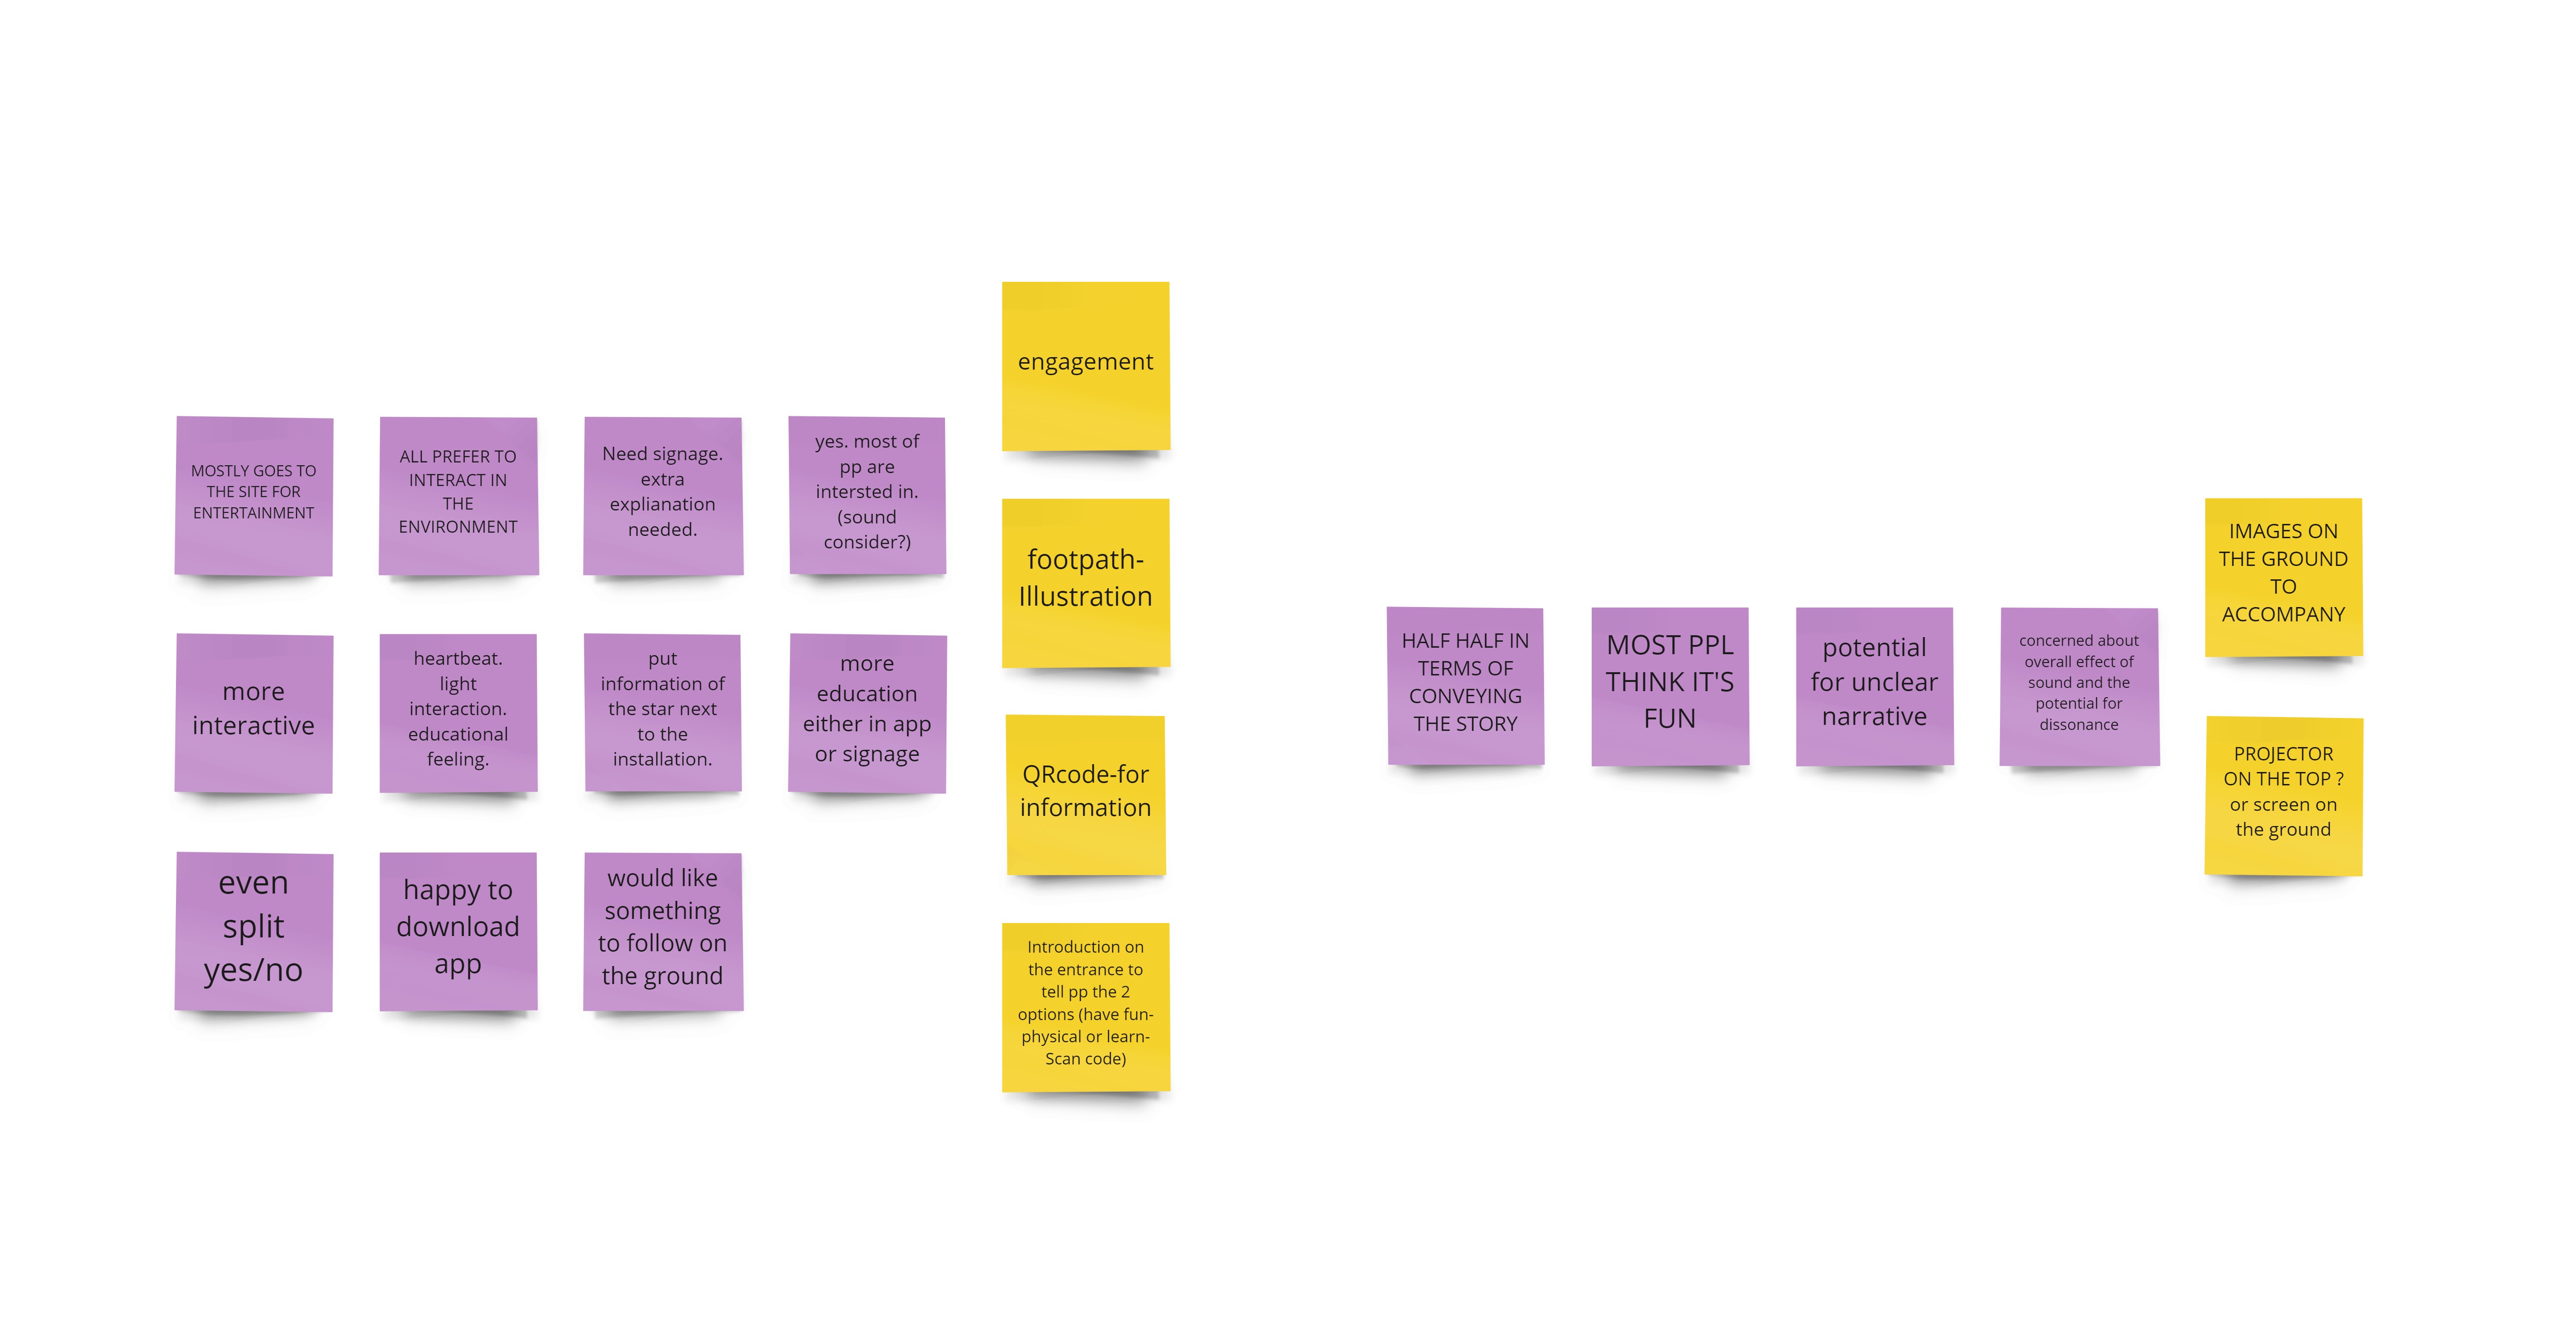 engagement
MOSTLY GOES TO
THE SITE FOR
ENTERTAINMENT
ALL PREFER TO
INTERACT IN
THE
ENVIRONMENT
Need signage.
extra
explianation
needed.
yes. most of
pp are
intersted in.
(sound
consider?)
footpath-
Illustration
more
interactive
heartbeat.
light
interaction.
educational
feeling.
put
information of
the star next
to the
installation.
more
education
either in app
or signage
QRcode-for
information
even
split
yes/no
happy to
download
app
would like
something
to follow on
the ground
Introduction on
the entrance to
tell pp the 2
options (have fun-
physical or learn-
Scan code)
HALF HALF IN
TERMS OF
CONVEYING
THE STORY
MOST PPL
THINK IT'S
FUN
potential
for unclear
narrative
concerned about
overall effect of
sound and the
potential for
dissonance
IMAGES ON
THE GROUND
TO
ACCOMPANY
PROJECTOR
ON THE TOP ?
or screen on
the ground